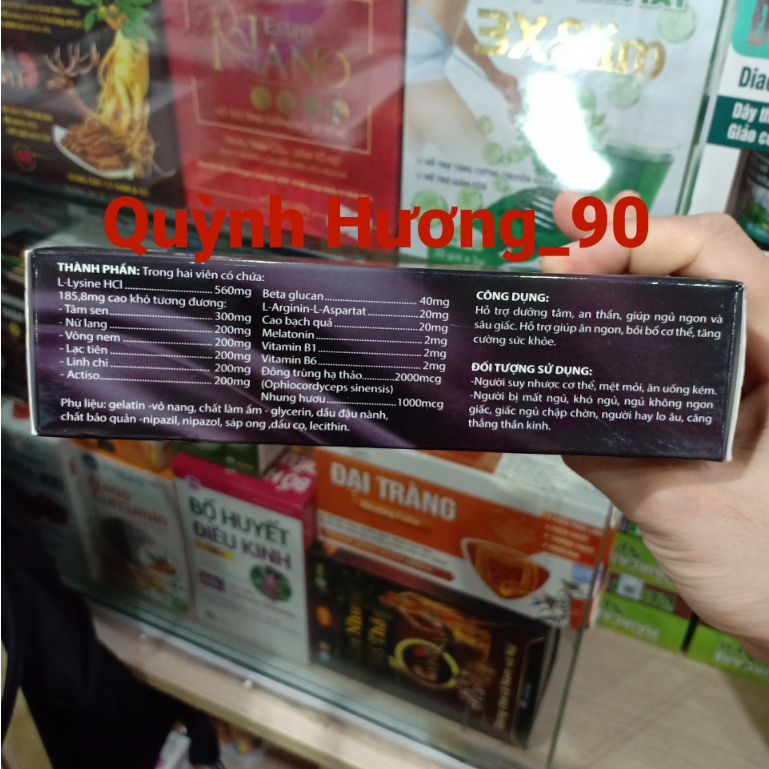 Estro
NANO
3X Slim
Quỳnh Hương_90
THÀNH PHẦN: Trong hai viên có chứa:
L-Lysine HCl 560mg
185,8mg cao khô tương đương:
- Tâm sen 300mg
- Nữ lang 200mg
- Vông nem 200mg
- Lạc tiên 200mg
- Linh chi 200mg
- Actiso 200mg
Beta glucan 40mg
L-Arginin-L-Aspartat 20mg
Cao bạch quả 20mg
Melatonin 2mg
Vitamin B1 2mg
Vitamin B6 2mg
Đông trùng hạ thảo 2000mcg
(Ophiocordyceps sinensis)
Nhung hươu 1000mcg
Phụ liệu: gelatin -vỏ nang, chất làm ẩm - glycerin, dầu đậu nành,
chất bảo quản -nipazil, nipazol, sáp ong ,dầu cọ, lecithin.
CÔNG DỤNG:
Hỗ trợ dưỡng tâm, an thần, giúp ngủ ngon và
sâu giấc. Hỗ trợ giúp ăn ngon, bồi bổ cơ thể, tăng
cường sức khỏe.
ĐỐI TƯỢNG SỬ DỤNG:
-Người suy nhược cơ thể, mệt mỏi, ăn uống kém.
-Người bị mất ngủ, khó ngủ, ngủ không ngon
giấc, giấc ngủ chập chờn, người hay lo âu, căng
thẳng thần kinh.
Nano
Curcumin
BỔ HUYẾT
ĐIỀU KINH
ĐẠI TRÀNG